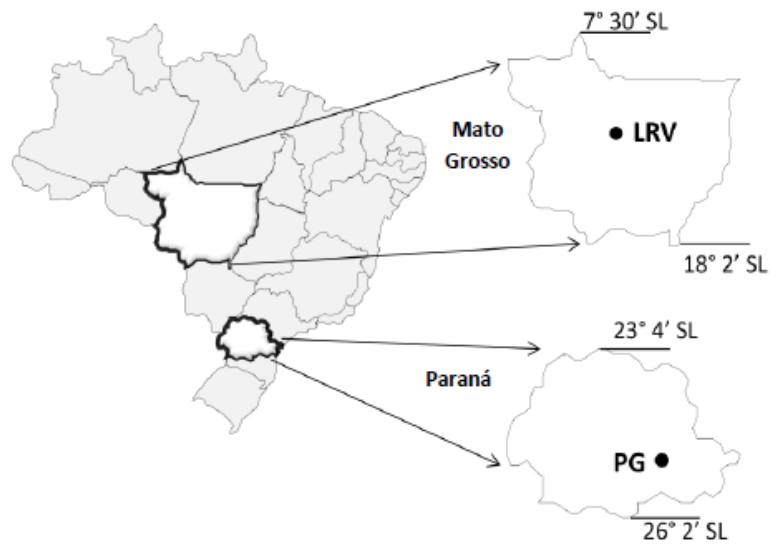 7° 30’ SL
Mato
Grosso
LRV
18° 2’ SL
23° 4’ SL
Paraná
PG
26° 2’ SL